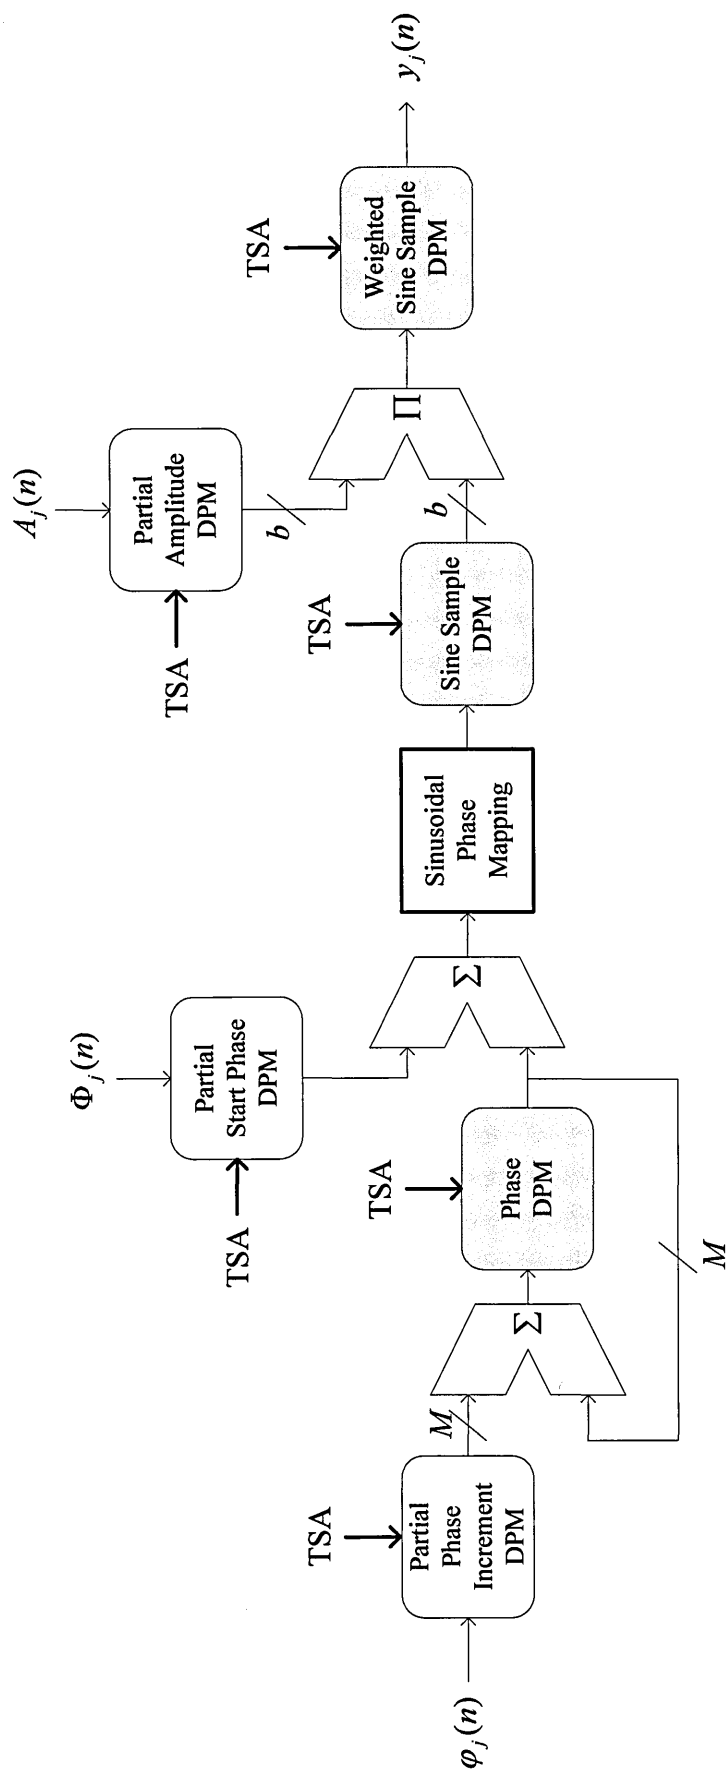 φ_j(n)
TSA
Partial
Phase
Increment
DPM
M
Σ
TSA
Phase
DPM
M
Φ_j(n)
TSA
Partial
Start Phase
DPM
Σ
Sinusoidal
Phase
Mapping
TSA
Sine Sample
DPM
b
A_j(n)
TSA
Partial
Amplitude
DPM
b
Π
TSA
Weighted
Sine Sample
DPM
y_j(n)